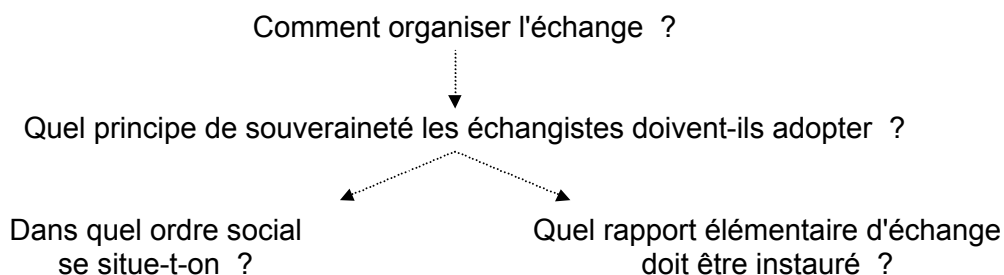 Comment organiser l'échange ?
Quel principe de souveraineté les échangistes doivent-ils adopter ?
Dans quel ordre social
se situe-t-on ?
Quel rapport élémentaire d'échange
doit être instauré ?